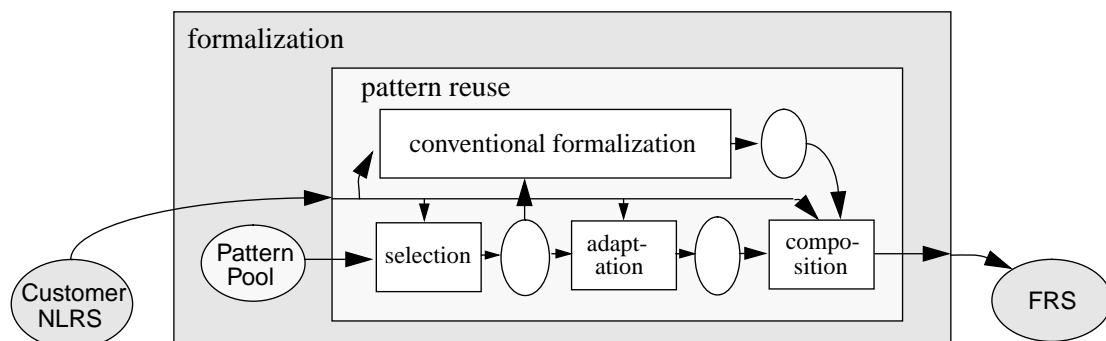 formalization
pattern reuse
conventional formalization
Pattern
Pool
selection
adapt-
ation
compo-
sition
Customer
NLRS
FRS